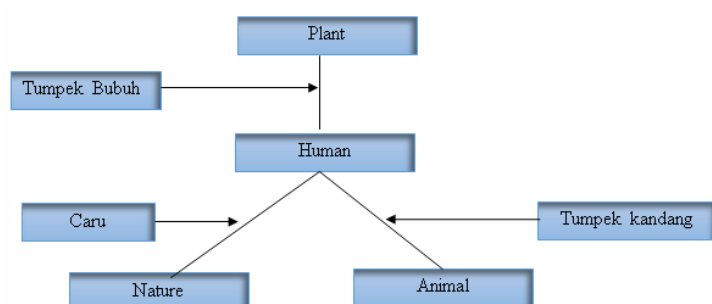 Plant
Tumpek Bubuh
Human
Caru
Tumpek kandang
Nature
Animal